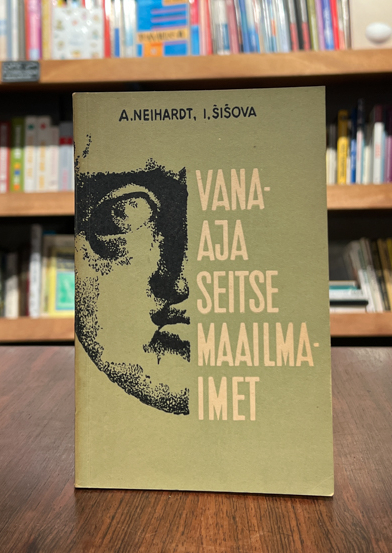 A. NEIHARDT, I. ŠIŠOVA
VANA-
AJA
SEITSE
MAAILMA-
IMET